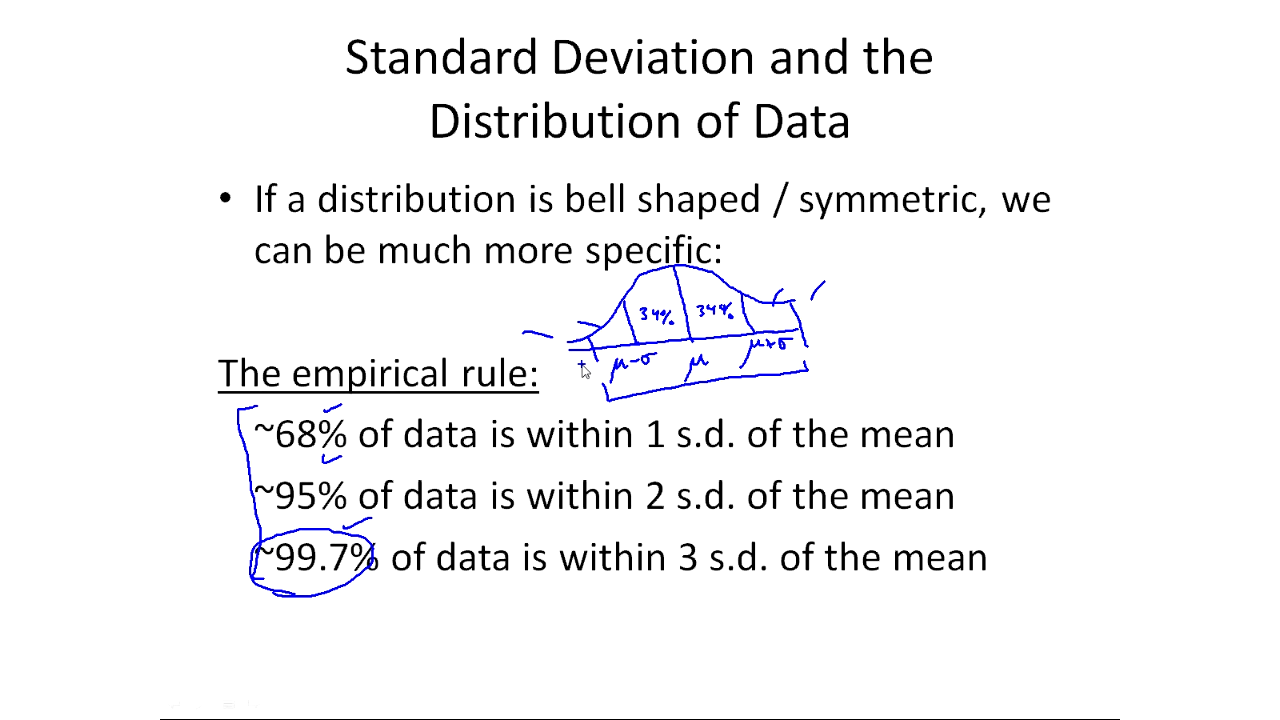 Standard Deviation and the
Distribution of Data
• If a distribution is bell shaped / symmetric, we
can be much more specific:
34% 34%
μ-σ μ μ+σ
The empirical rule:
~68% of data is within 1 s.d. of the mean
~95% of data is within 2 s.d. of the mean
~99.7% of data is within 3 s.d. of the mean